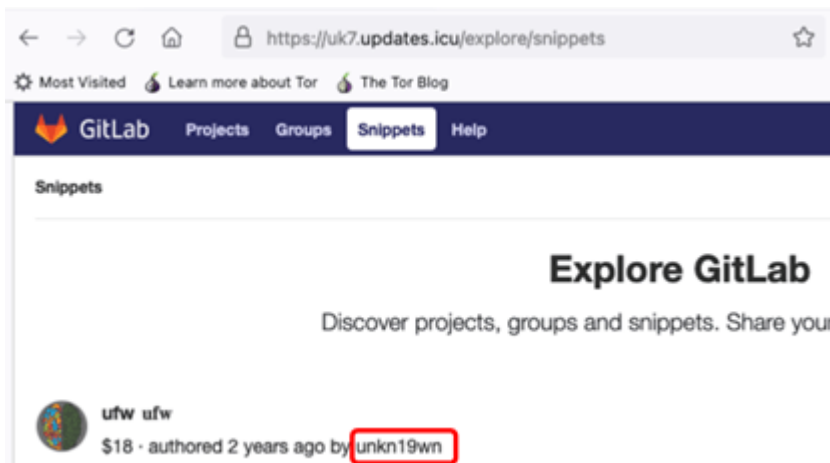 https://uk7.updates.icu/explore/snippets
Most Visited Learn more about Tor The Tor Blog
GitLab Projects Groups Snippets Help
Snippets
Explore GitLab
Discover projects, groups and snippets. Share your
ufw ufw
$18 · authored 2 years ago by unkn19wn